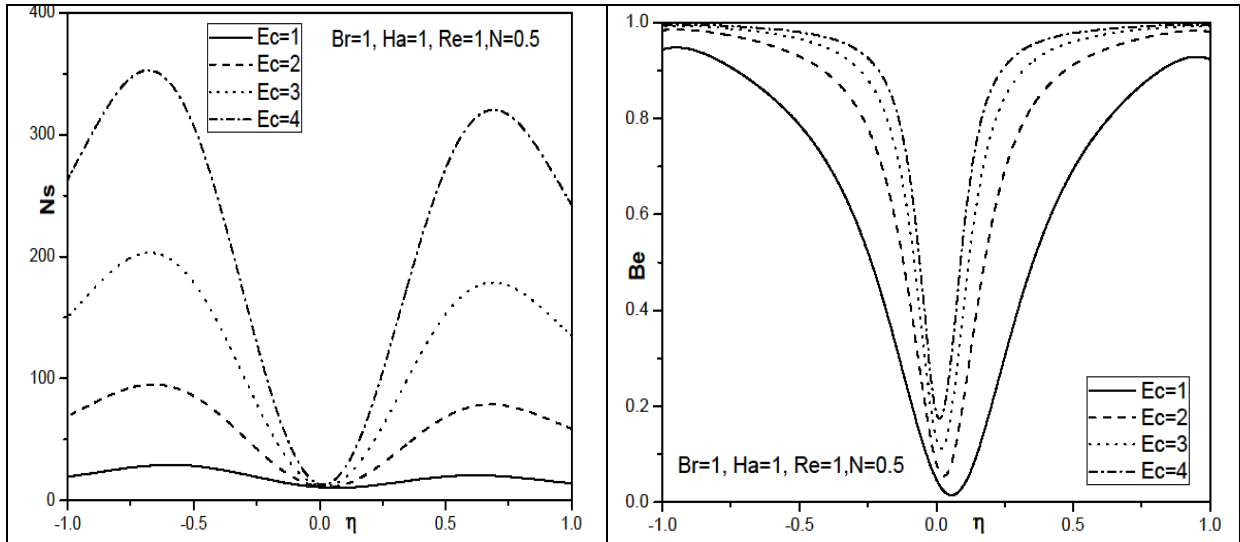 400
300
200
100
0
Ns
Ec=1
Ec=2
Ec=3
Ec=4
Br=1, Ha=1, Re=1,N=0.5
-1.0 -0.5 0.0 0.5 1.0
η
1.0
0.8
0.6
0.4
0.2
0.0
Be
Ec=1
Ec=2
Ec=3
Ec=4
Br=1, Ha=1, Re=1,N=0.5
-1.0 -0.5 0.0 0.5 1.0
η